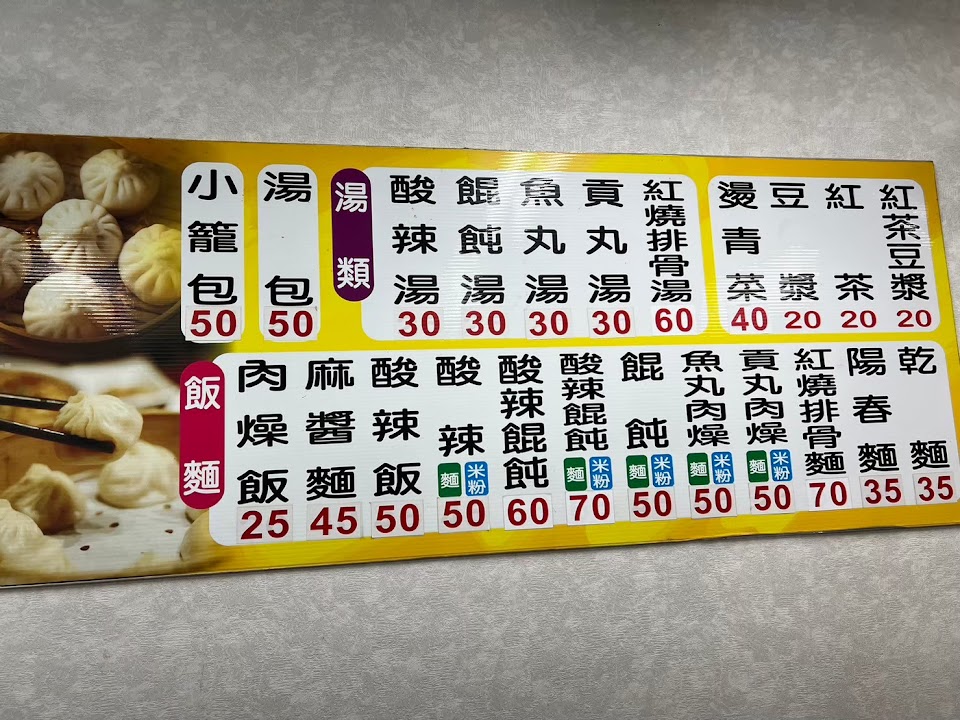 小籠包 50
湯包 50
湯類
酸辣湯 30
餛飩湯 30
魚丸湯 30
貢丸湯 30
紅燒排骨湯 60
燙青菜 40
豆漿 20
紅茶 20
紅茶豆漿 20
飯麵
肉燥飯 25
麻醬麵 45
酸辣飯 50
酸辣麵米粉 50
酸辣餛飩 60
酸辣餛飩麵米粉 70
餛飩麵米粉 50
魚丸肉燥麵米粉 50
貢丸肉燥麵米粉 50
紅燒排骨麵 70
陽春麵 35
乾麵 35